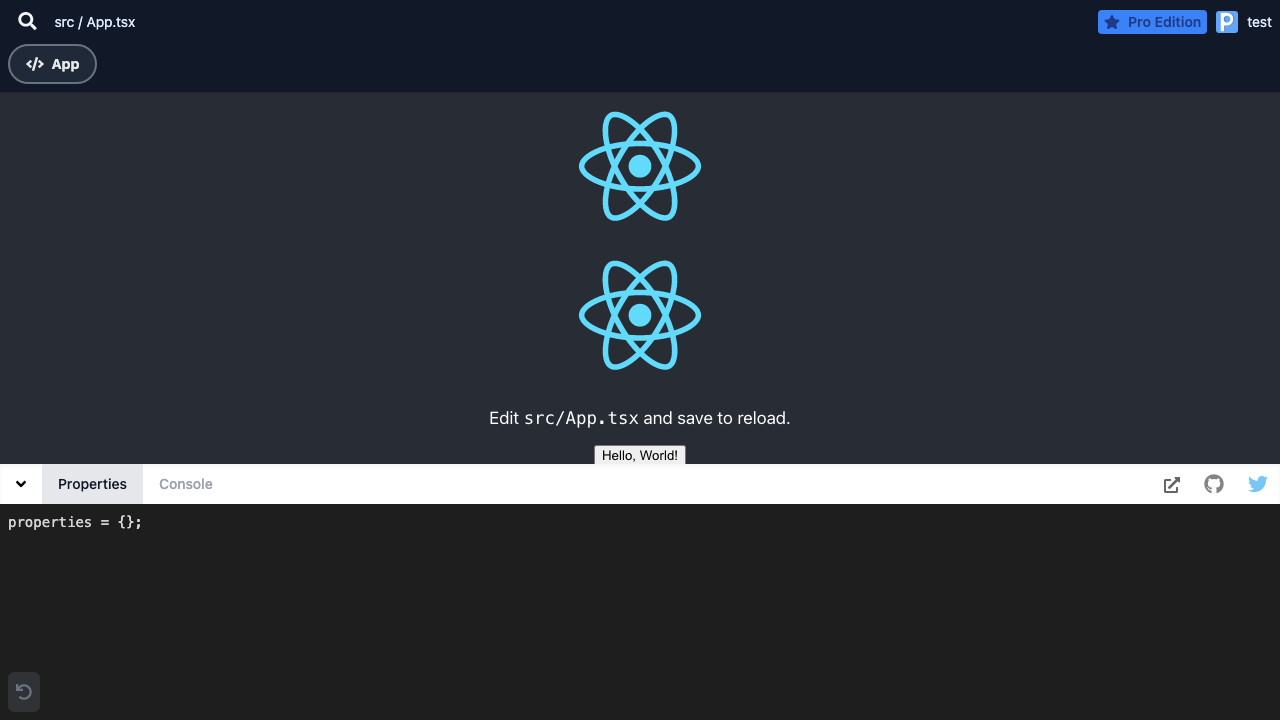 src / App.tsx
Pro Edition
P
test
App
Edit src/App.tsx and save to reload.
Hello, World!
Properties
Console
properties = {};